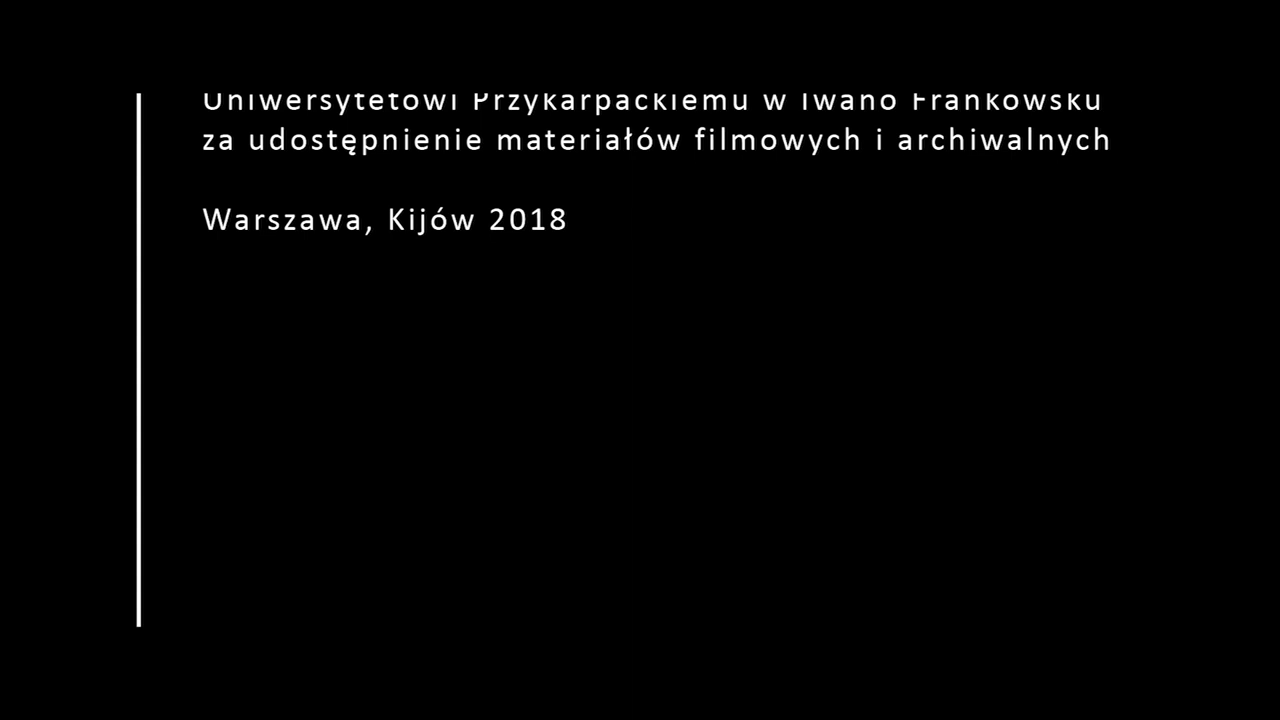 Uniwersytetowi Przykarpackiemu w Iwano Frankowsku
za udostępnienie materiałów filmowych i archiwalnych
Warszawa, Kijów 2018